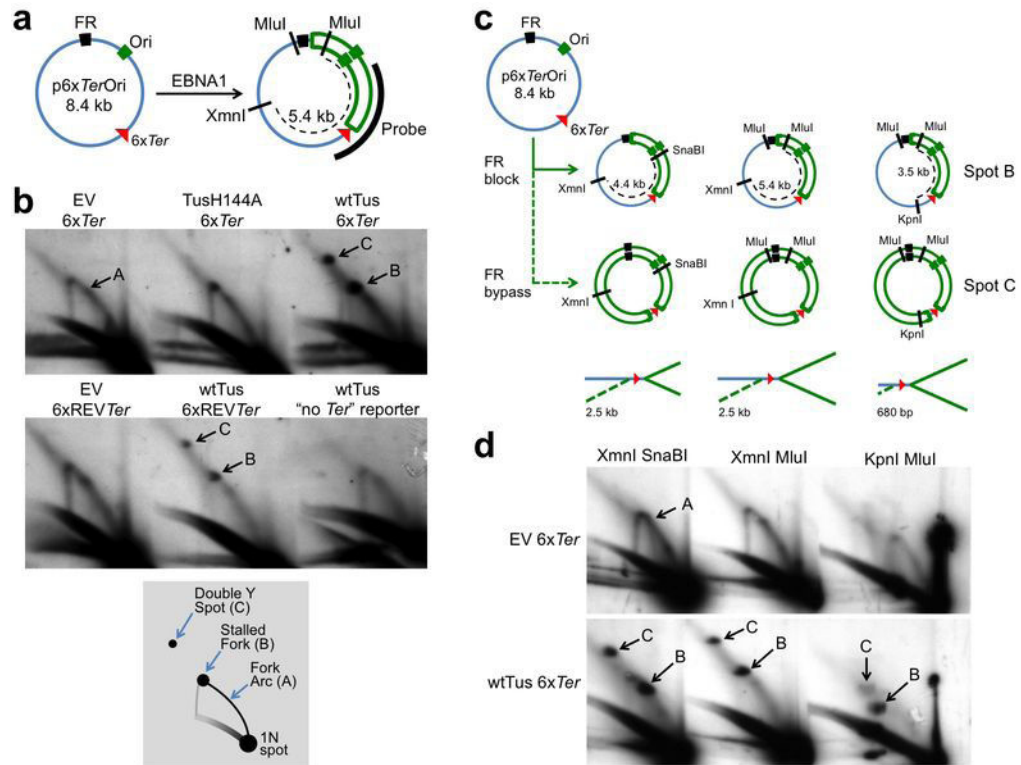 a
FR
Ori
p6xTerOri
8.4 kb
6xTer
EBNA1
MluI
MluI
XmnI
5.4 kb
Probe
b
EV
6xTer
TusH144A
6xTer
wtTus
6xTer
A
C
B
EV
6xREVTer
wtTus
6xREVTer
wtTus
"no Ter" reporter
C
B
Double Y
Spot (C)
Stalled
Fork (B)
Fork
Arc (A)
1N
spot
c
FR
Ori
p6xTerOri
8.4 kb
6xTer
FR
block
XmnI
4.4 kb
SnaBI
MluI
MluI
XmnI
5.4 kb
MluI
MluI
3.5 kb
KpnI
Spot B
FR
bypass
XmnI
SnaBI
MluI
MluI
Xmn I
MluI
MluI
KpnI
Spot C
2.5 kb
2.5 kb
680 bp
d
XmnI SnaBI
XmnI MluI
KpnI MluI
EV 6xTer
A
wtTus 6xTer
C
B
C
B
C
B